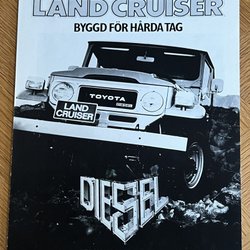 LAND CRUISER
BYGGD FÖR HÅRDA TAG
TOYOTA
LAND
CRUISER
DIESEL